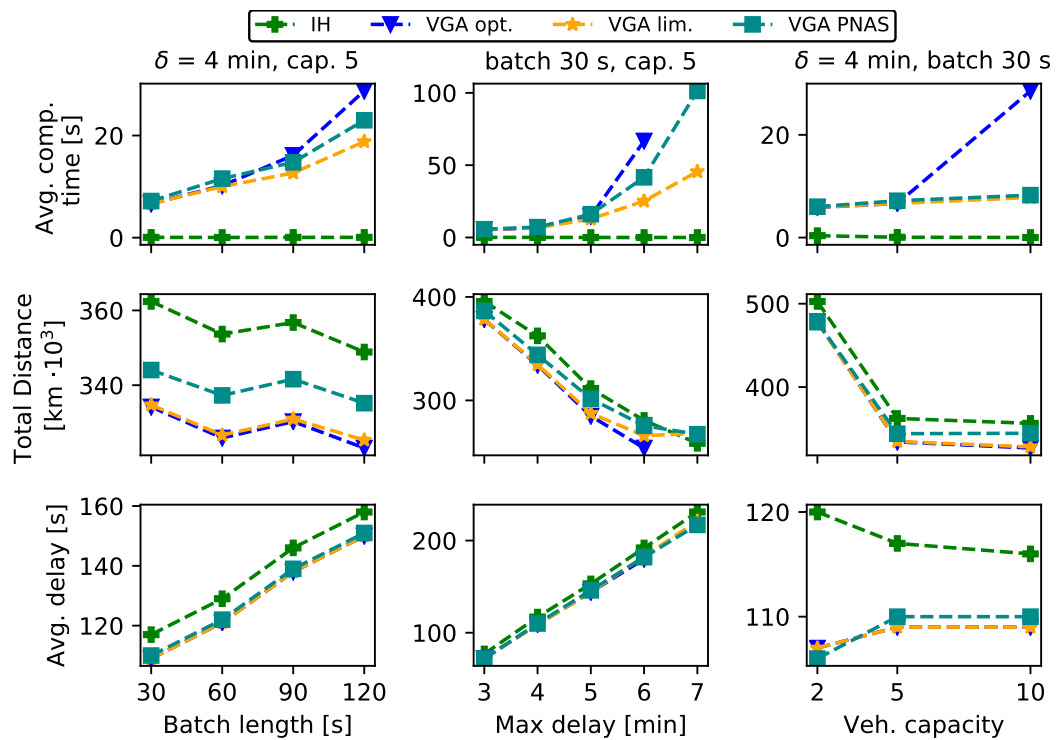 IH VGA opt. VGA lim. VGA PNAS
δ = 4 min, cap. 5
batch 30 s, cap. 5
δ = 4 min, batch 30 s
Avg. comp.
time [s]
20
0
100
50
0
20
0
Total Distance
[km ·10³]
360
340
400
300
500
400
Avg. delay [s]
160
140
120
200
100
120
110
30 60 90 120
3 4 5 6 7
2 5 10
Batch length [s]
Max delay [min]
Veh. capacity